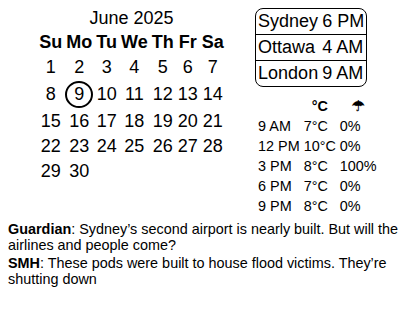 June 2025
Su Mo Tu We Th Fr Sa
1 2 3 4 5 6 7
8 9 10 11 12 13 14
15 16 17 18 19 20 21
22 23 24 25 26 27 28
29 30
Sydney 6 PM
Ottawa 4 AM
London 9 AM
°C ☂
9 AM 7°C 0%
12 PM 10°C 0%
3 PM 8°C 100%
6 PM 7°C 0%
9 PM 8°C 0%
Guardian: Sydney’s second airport is nearly built. But will the
airlines and people come?
SMH: These pods were built to house flood victims. They’re
shutting down